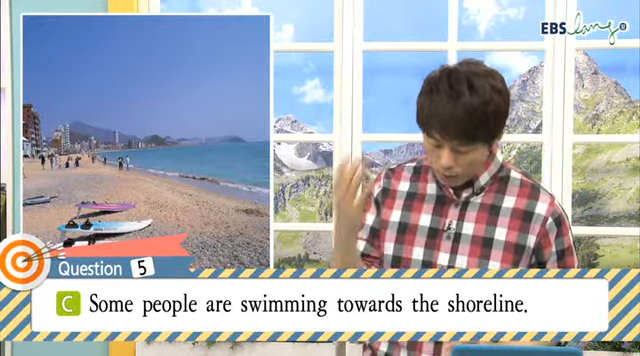 EBS lang
Question 5
C Some people are swimming towards the shoreline.